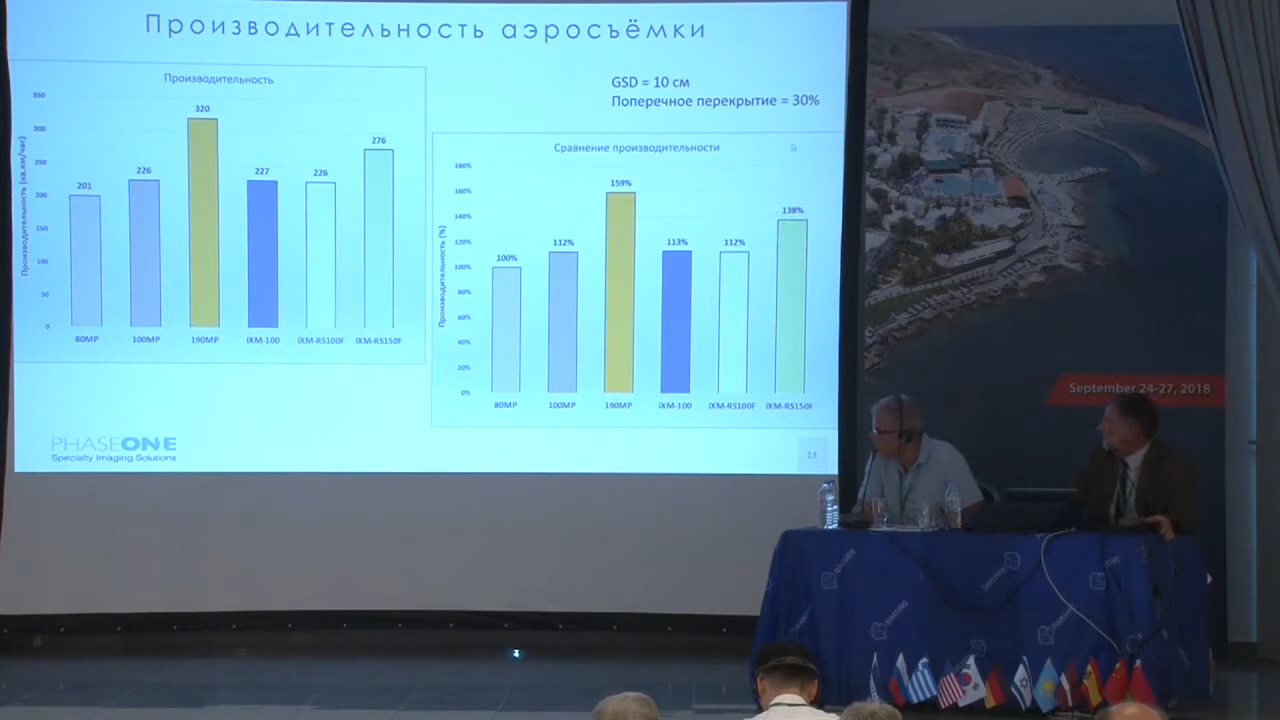 Производительность аэросъёмки
GSD = 10 см
Поперечное перекрытие = 30%
Производительность
Производительность (кв.км/час)
350
300
250
200
150
100
50
0
201
226
320
227
226
276
80MP
100MP
190MP
iXM-100
iXM-RS100F
iXM-RS150F
Сравнение производительности
Производительность (%)
180%
160%
140%
120%
100%
80%
60%
40%
20%
0%
100%
112%
159%
113%
112%
138%
80MP
100MP
190MP
iXM-100
iXM-RS100F
iXM-RS150F
PHASEONE
Specialty Imaging Solutions
13
September 24-27, 2018